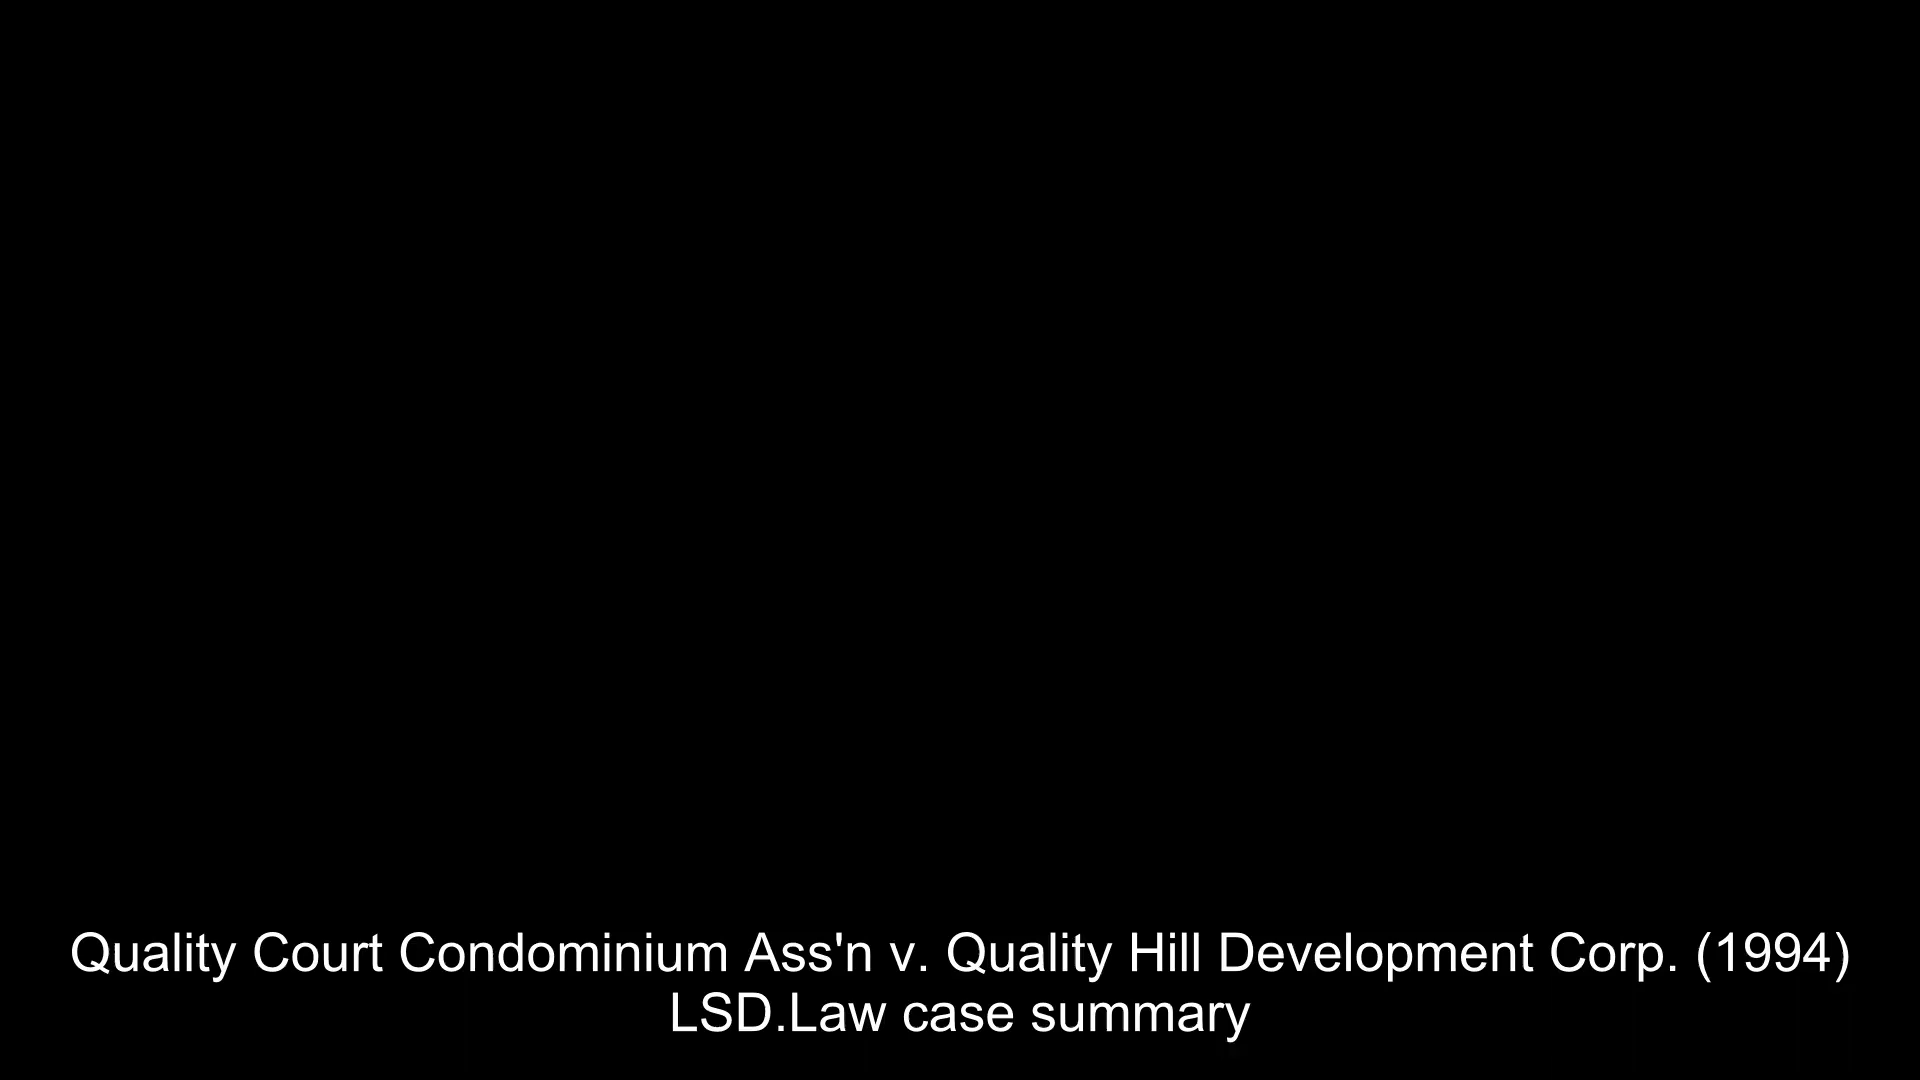 Quality Court Condominium Ass'n v. Quality Hill Development Corp. (1994)
LSD.Law case summary